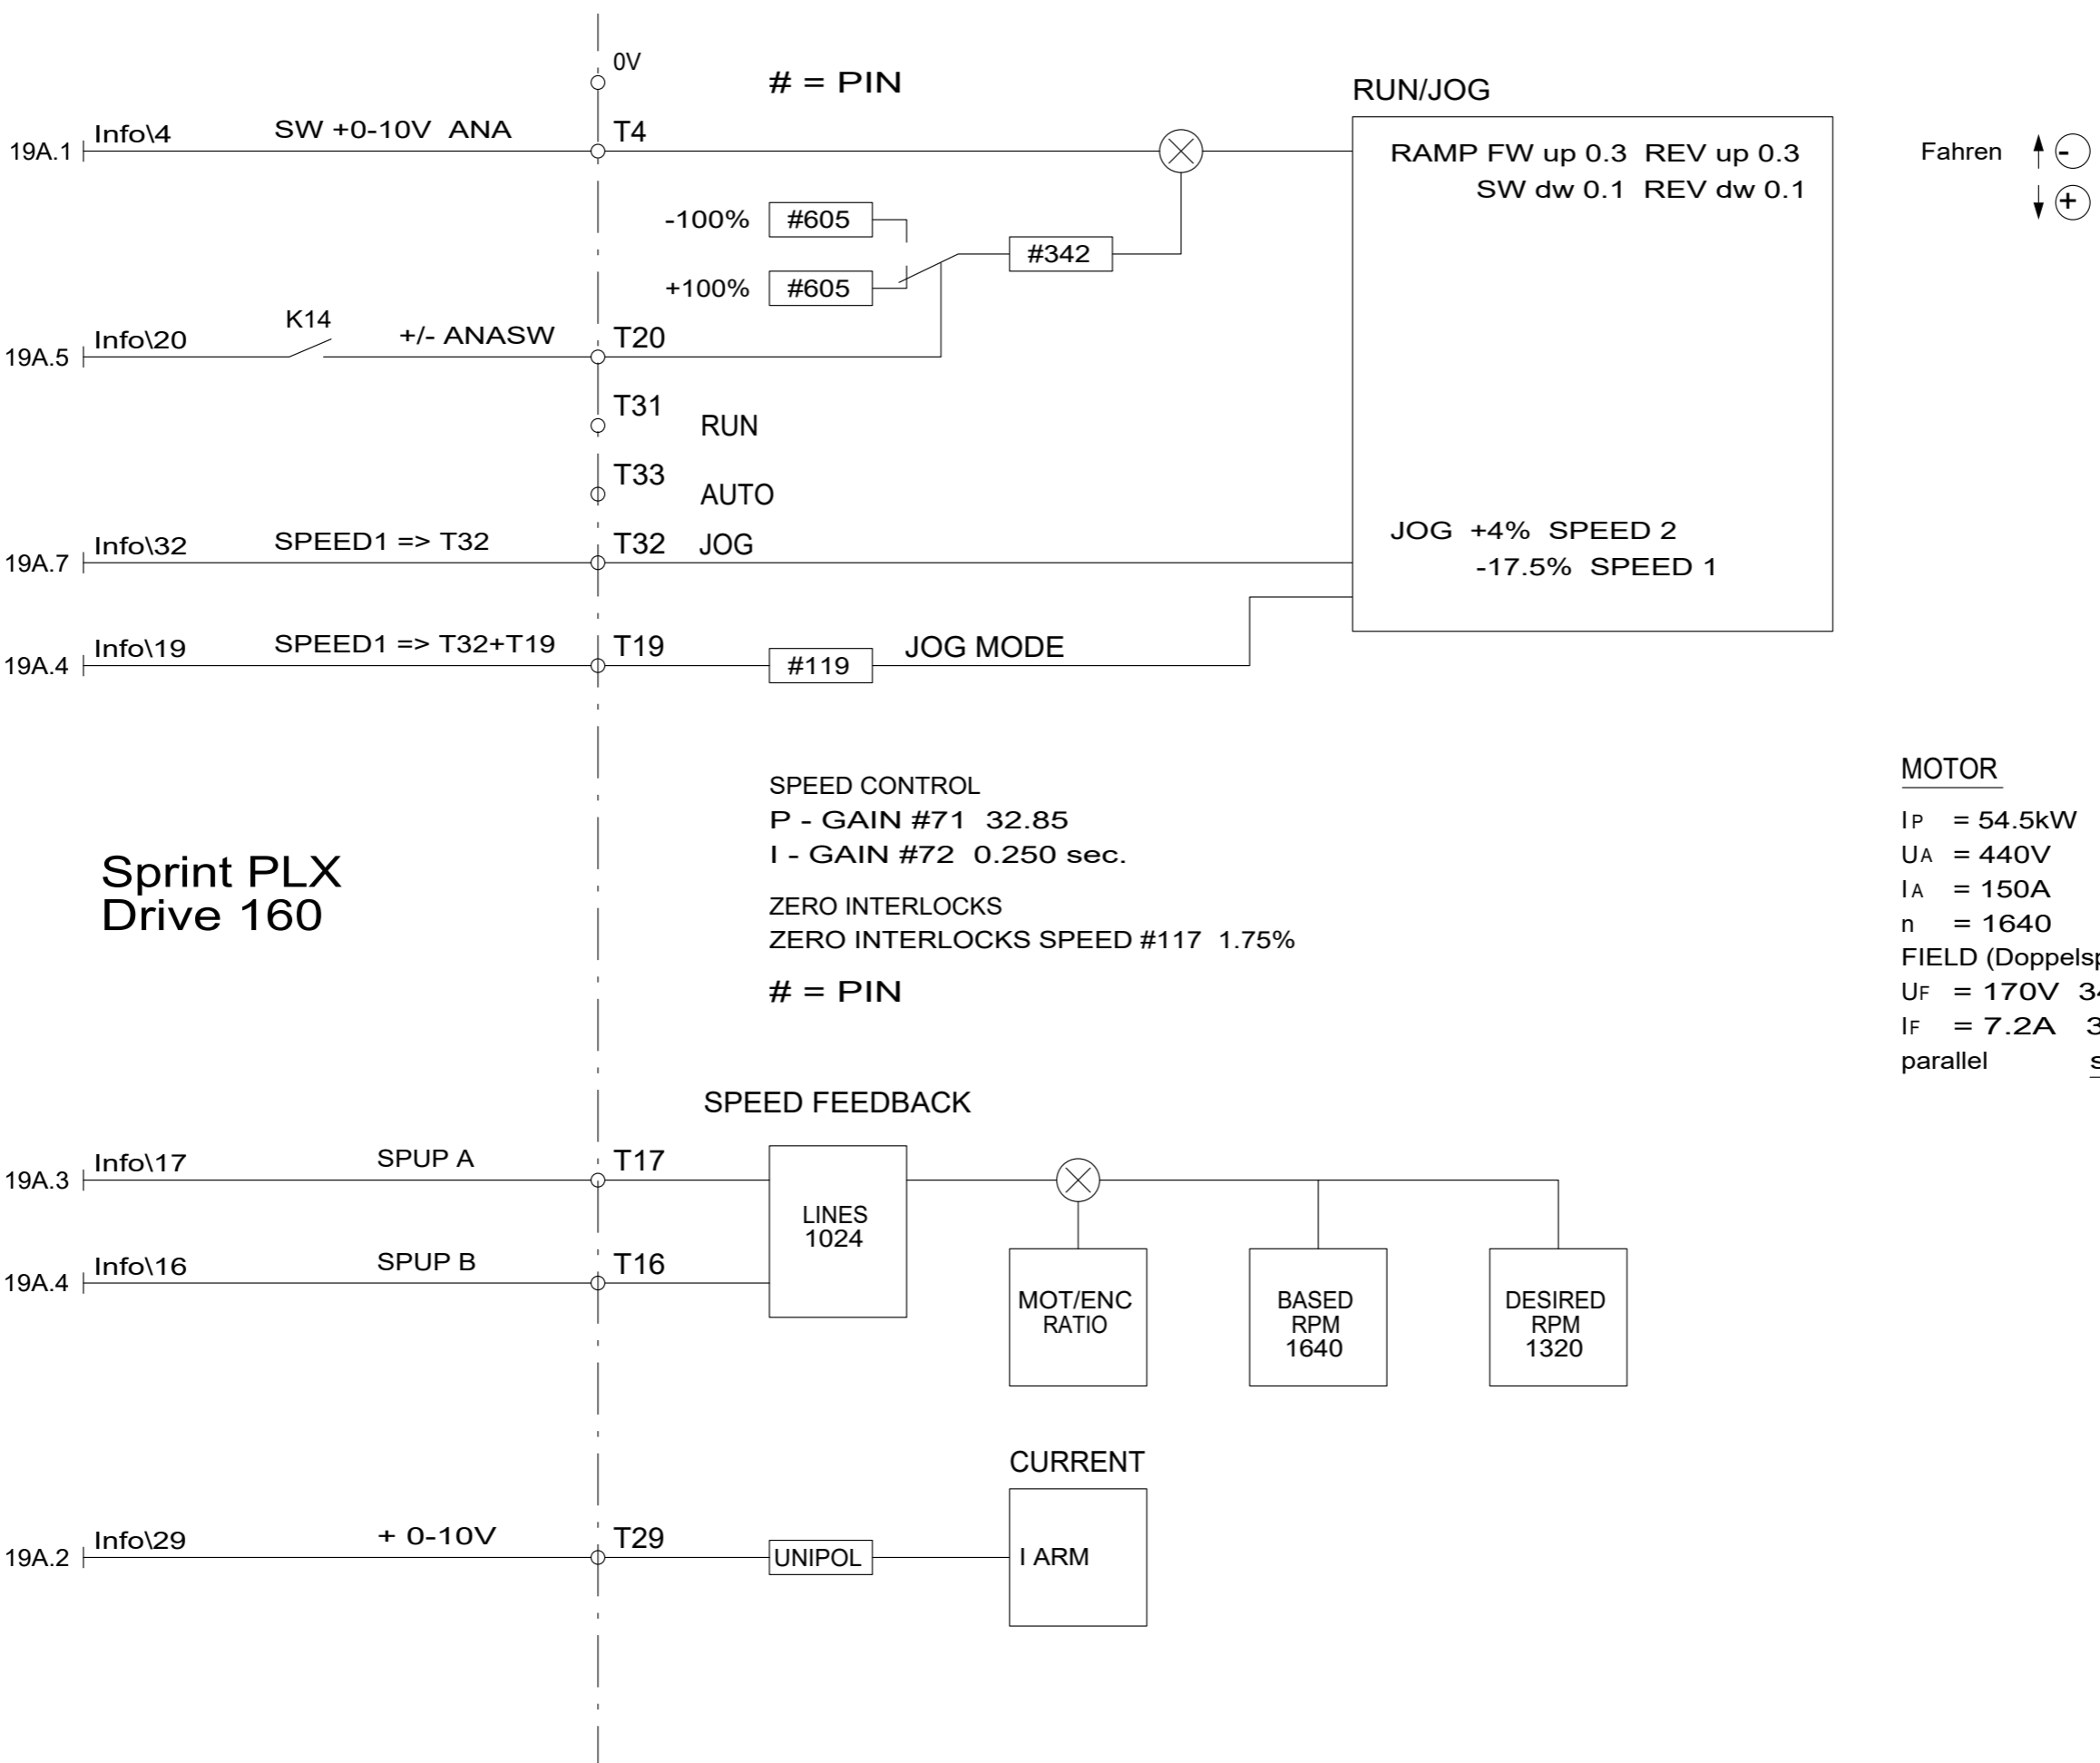 0V
# = PIN
RUN/JOG
19A.1 Info\4 SW +0-10V ANA T4
RAMP FW up 0.3 REV up 0.3
SW dw 0.1 REV dw 0.1
Fahren -
+
-100% #605
#342
+100% #605
19A.5 Info\20 K14 +/- ANASW T20
T31 RUN
T33 AUTO
19A.7 Info\32 SPEED1 => T32 T32 JOG
JOG +4% SPEED 2
-17.5% SPEED 1
19A.4 Info\19 SPEED1 => T32+T19 T19 #119 JOG MODE
Sprint PLX
Drive 160
SPEED CONTROL
P - GAIN #71 32.85
I - GAIN #72 0.250 sec.
ZERO INTERLOCKS
ZERO INTERLOCKS SPEED #117 1.75%
# = PIN
MOTOR
IP = 54.5kW
UA = 440V
IA = 150A
n = 1640
FIELD
UF = 170V
IF = 7.2A
parallel
SPEED FEEDBACK
19A.3 Info\17 SPUP A T17
LINES
1024
19A.4 Info\16 SPUP B T16
MOT/ENC
RATIO
BASED
RPM
1640
DESIRED
RPM
1320
CURRENT
19A.2 Info\29 + 0-10V T29 UNIPOL I ARM